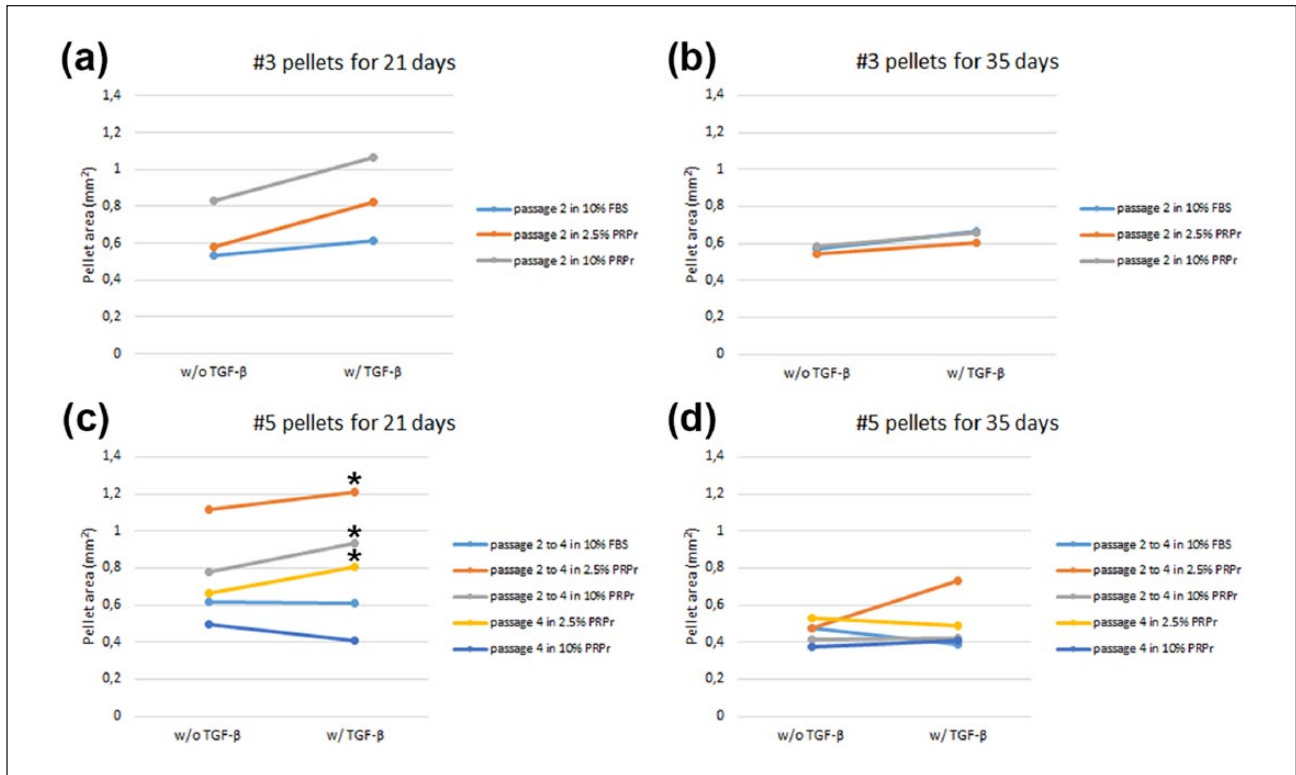 (a)
#3 pellets for 21 days
1,4
1,2
1
0,8
0,6
0,4
0,2
0
Pellet area (mm²)
w/o TGF-β
w/ TGF-β
passage 2 in 10% FBS
passage 2 in 2.5% PRPr
passage 2 in 10% PRPr
(b)
#3 pellets for 35 days
1,4
1,2
1
0,8
0,6
0,4
0,2
0
Pellet area (mm²)
w/o TGF-β
w/ TGF-β
passage 2 in 10% FBS
passage 2 in 2.5% PRPr
passage 2 in 10% PRPr
(c)
#5 pellets for 21 days
1,4
1,2
1
0,8
0,6
0,4
0,2
0
Pellet area (mm²)
*
*
*
w/o TGF-β
w/ TGF-β
passage 2 to 4 in 10% FBS
passage 2 to 4 in 2.5% PRPr
passage 2 to 4 in 10% PRPr
passage 4 in 2.5% PRPr
passage 4 in 10% PRPr
(d)
#5 pellets for 35 days
1,4
1,2
1
0,8
0,6
0,4
0,2
0
Pellet area (mm²)
w/o TGF-β
w/ TGF-β
passage 2 to 4 in 10% FBS
passage 2 to 4 in 2.5% PRPr
passage 2 to 4 in 10% PRPr
passage 4 in 2.5% PRPr
passage 4 in 10% PRPr